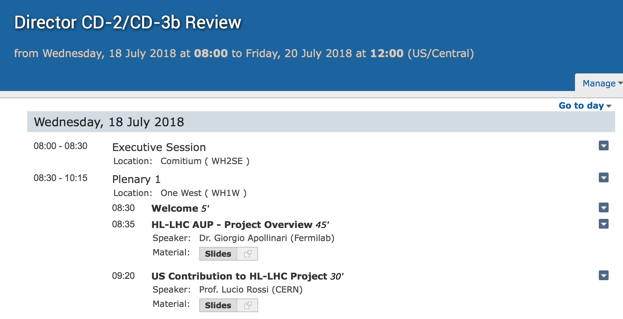 Director CD-2/CD-3b Review
from Wednesday, 18 July 2018 at 08:00 to Friday, 20 July 2018 at 12:00 (US/Central)
Manage
Go to day
Wednesday, 18 July 2018
08:00 - 08:30 Executive Session
Location: Comitium ( WH2SE )
08:30 - 10:15 Plenary 1
Location: One West ( WH1W )
08:30 Welcome 5'
08:35 HL-LHC AUP - Project Overview 45'
Speaker: Dr. Giorgio Apollinari (Fermilab)
Material: Slides
09:20 US Contribution to HL-LHC Project 30'
Speaker: Prof. Lucio Rossi (CERN)
Material: Slides